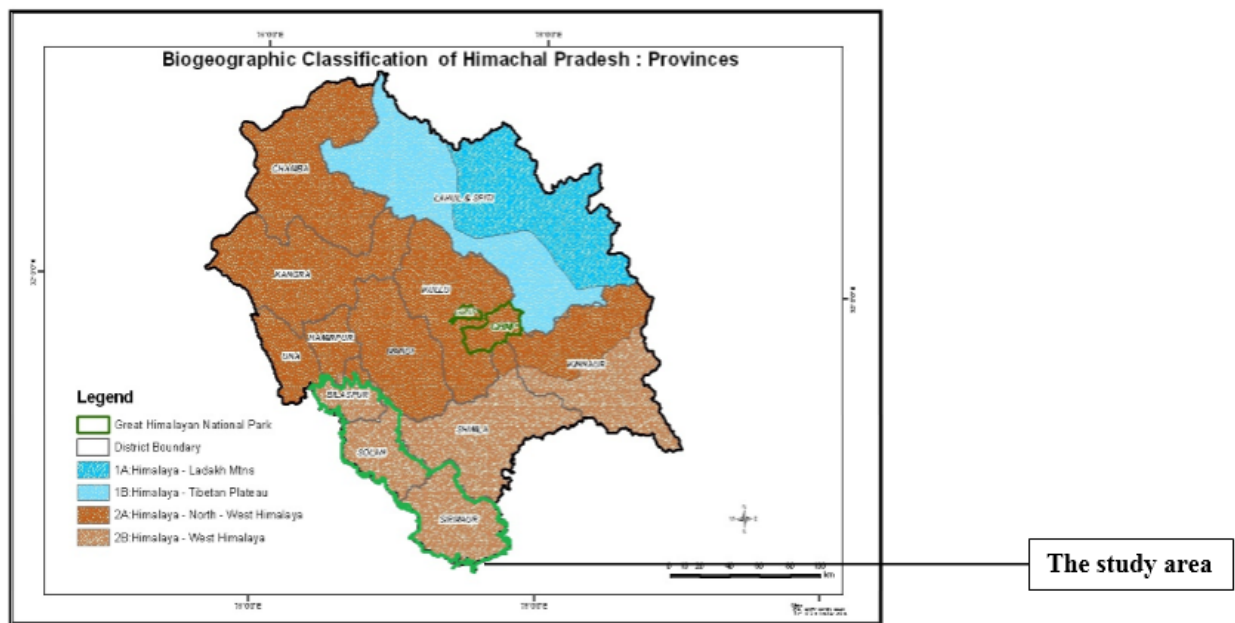 Biogeographic Classification of Himachal Pradesh : Provinces
CHAMBA
LAHUL & SPITI
KANGRA
KULLU
HAMIRPUR
UNA
MANDI
KINNAUR
BILASPUR
SHIMLA
SOLAN
SIRMAUR
Legend
Great Himalayan National Park
District Boundary
1A:Himalaya - Ladakh Mtns
1B:Himalaya - Tibetan Plateau
2A:Himalaya - North - West Himalaya
2B:Himalaya - West Himalaya
km
The study area